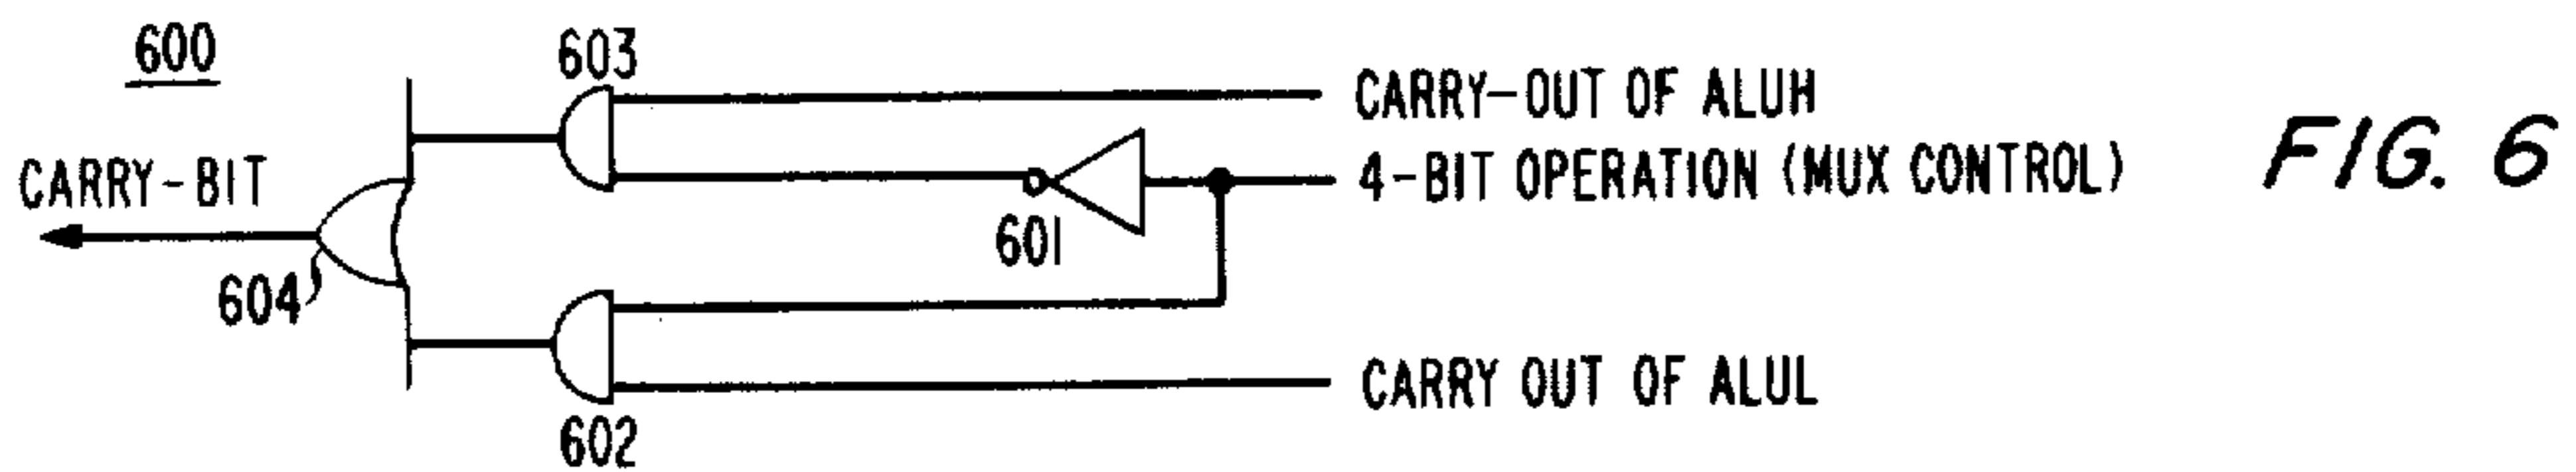 600
603
CARRY-OUT OF ALUH
CARRY-BIT
4-BIT OPERATION (MUX CONTROL)
FIG. 6
601
604
CARRY OUT OF ALUL
602